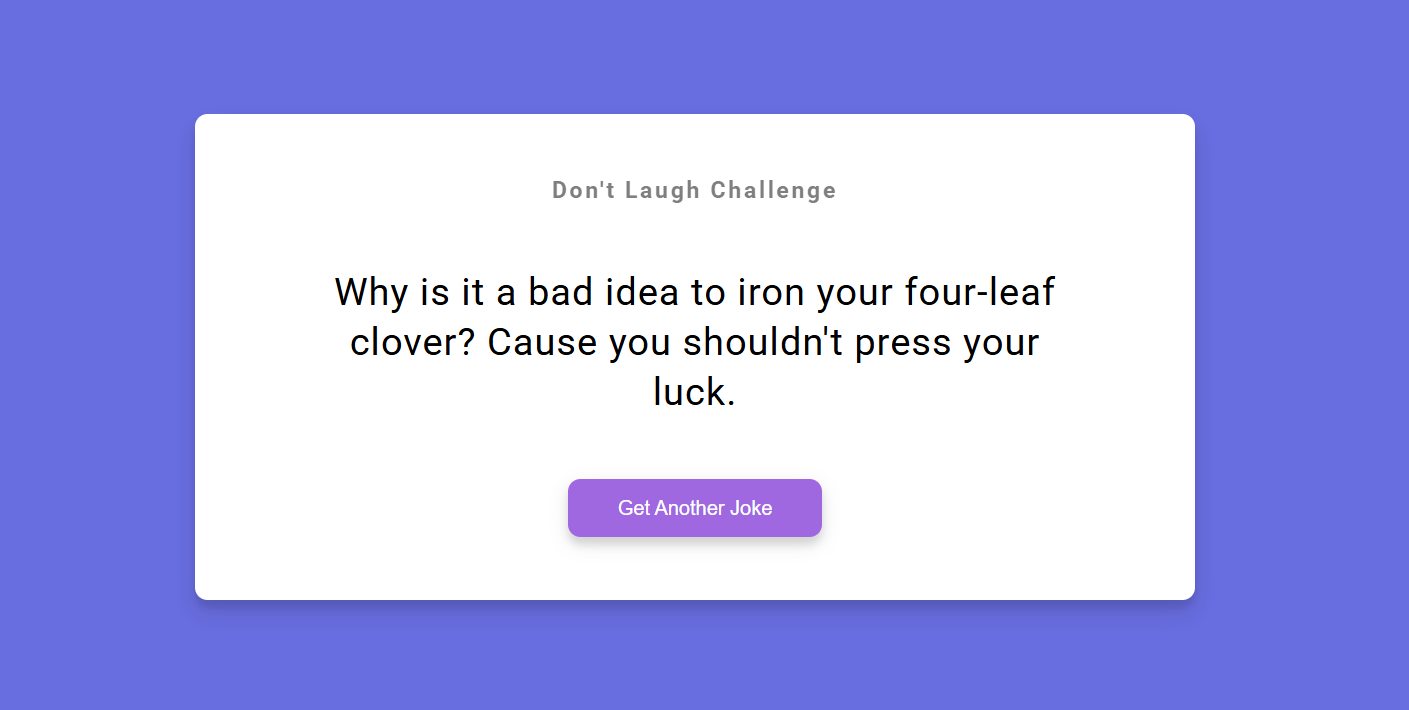 Don't Laugh Challenge
Why is it a bad idea to iron your four-leaf
clover? Cause you shouldn't press your
luck.
Get Another Joke